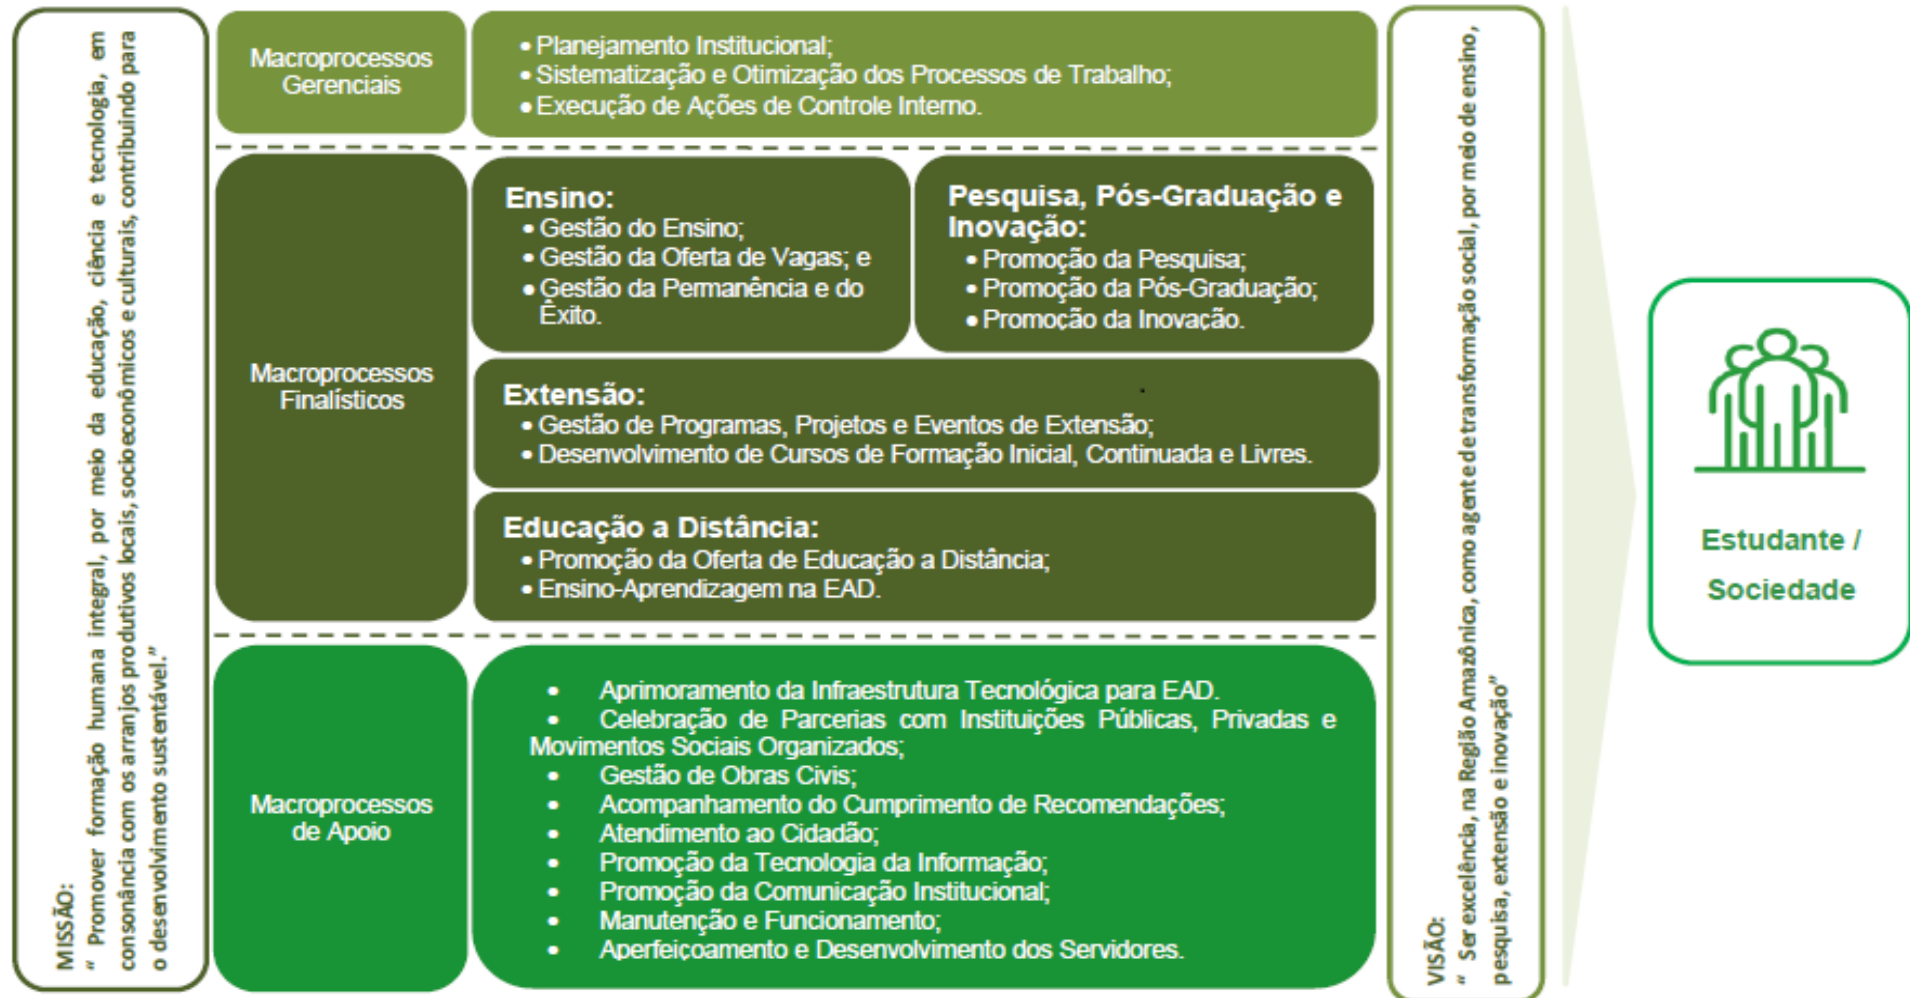 MISSÃO:
“ Promover formação humana integral, por meio da educação, ciência e tecnologia, em
consonância com os arranjos produtivos locais, socioeconômicos e culturais, contribuindo para
o desenvolvimento sustentável.”
Macroprocessos
Gerenciais
• Planejamento Institucional;
• Sistematização e Otimização dos Processos de Trabalho;
• Execução de Ações de Controle Interno.
Macroprocessos
Finalísticos
Ensino:
• Gestão do Ensino;
• Gestão da Oferta de Vagas; e
• Gestão da Permanência e do
Êxito.
Pesquisa, Pós-Graduação e
Inovação:
• Promoção da Pesquisa;
• Promoção da Pós-Graduação;
• Promoção da Inovação.
Extensão:
• Gestão de Programas, Projetos e Eventos de Extensão;
• Desenvolvimento de Cursos de Formação Inicial, Continuada e Livres.
Educação a Distância:
• Promoção da Oferta de Educação a Distância;
• Ensino-Aprendizagem na EAD.
Macroprocessos
de Apoio
• Aprimoramento da Infraestrutura Tecnológica para EAD.
• Celebração de Parcerias com Instituições Públicas, Privadas e
Movimentos Sociais Organizados;
• Gestão de Obras Civis;
• Acompanhamento do Cumprimento de Recomendações;
• Atendimento ao Cidadão;
• Promoção da Tecnologia da Informação;
• Promoção da Comunicação Institucional;
• Manutenção e Funcionamento;
• Aperfeiçoamento e Desenvolvimento dos Servidores.
VISÃO:
“ Ser excelência, na Região Amazônica, como agente de transformação social, por meio de ensino,
pesquisa, extensão e inovação”
Estudante /
Sociedade